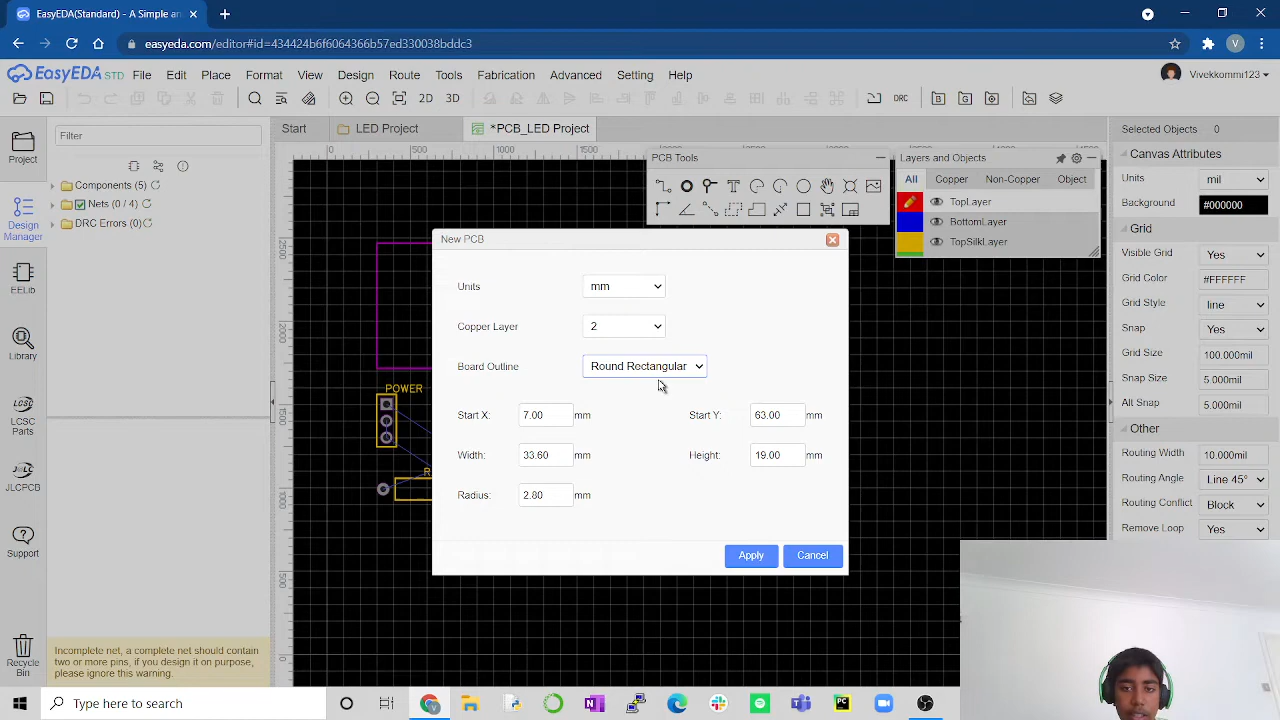 EasyEDA(Standard) - A Simple an
easyeda.com/editor#id=434424b6f6064366b57ed330038bddc3
V
EasyEDA STD File Edit Place Format View Design Route Tools Fabrication Advanced Setting Help Vivekkommi123
2D 3D DRC B G
Start LED Project *PCB_LED Project
Project
Filter
Components (5)
Nets (0 / 4)
DRC Errors(0)
Design Manager
EELib
Library
LCSC
LCSC Parts
JLCPCB
Support
Recycle Bin
Incomplete net, a complete net should contain
two or more pins, if you design it on purpose,
please ignore this warning.
0 500 1000 1500
POWER
PCB Tools
Layers and Objects
All Copper Non-Copper Object
TopLayer
BottomLayer
TopSilkLayer
New PCB
Units mm
Copper Layer 2
Board Outline Round Rectangular
Start X: 7.00 mm Start Y: 63.00 mm
Width: 33.60 mm Height: 19.00 mm
Radius: 2.80 mm
Apply Cancel
Selected Objects 0
Canvas Attributes
Units mil
Background #000000
Grid
Visible Grid Yes
Grid Color #FFFFFF
Grid Style line
Snap Yes
Grid Size 100.000mil
Snap Size 5.000mil
Alt Snap 5.000mil
Other
Routing Width 10.000mil
Routing Angle Line 45°
Routing Conflict Block
Remove Loop Yes
Type here to search